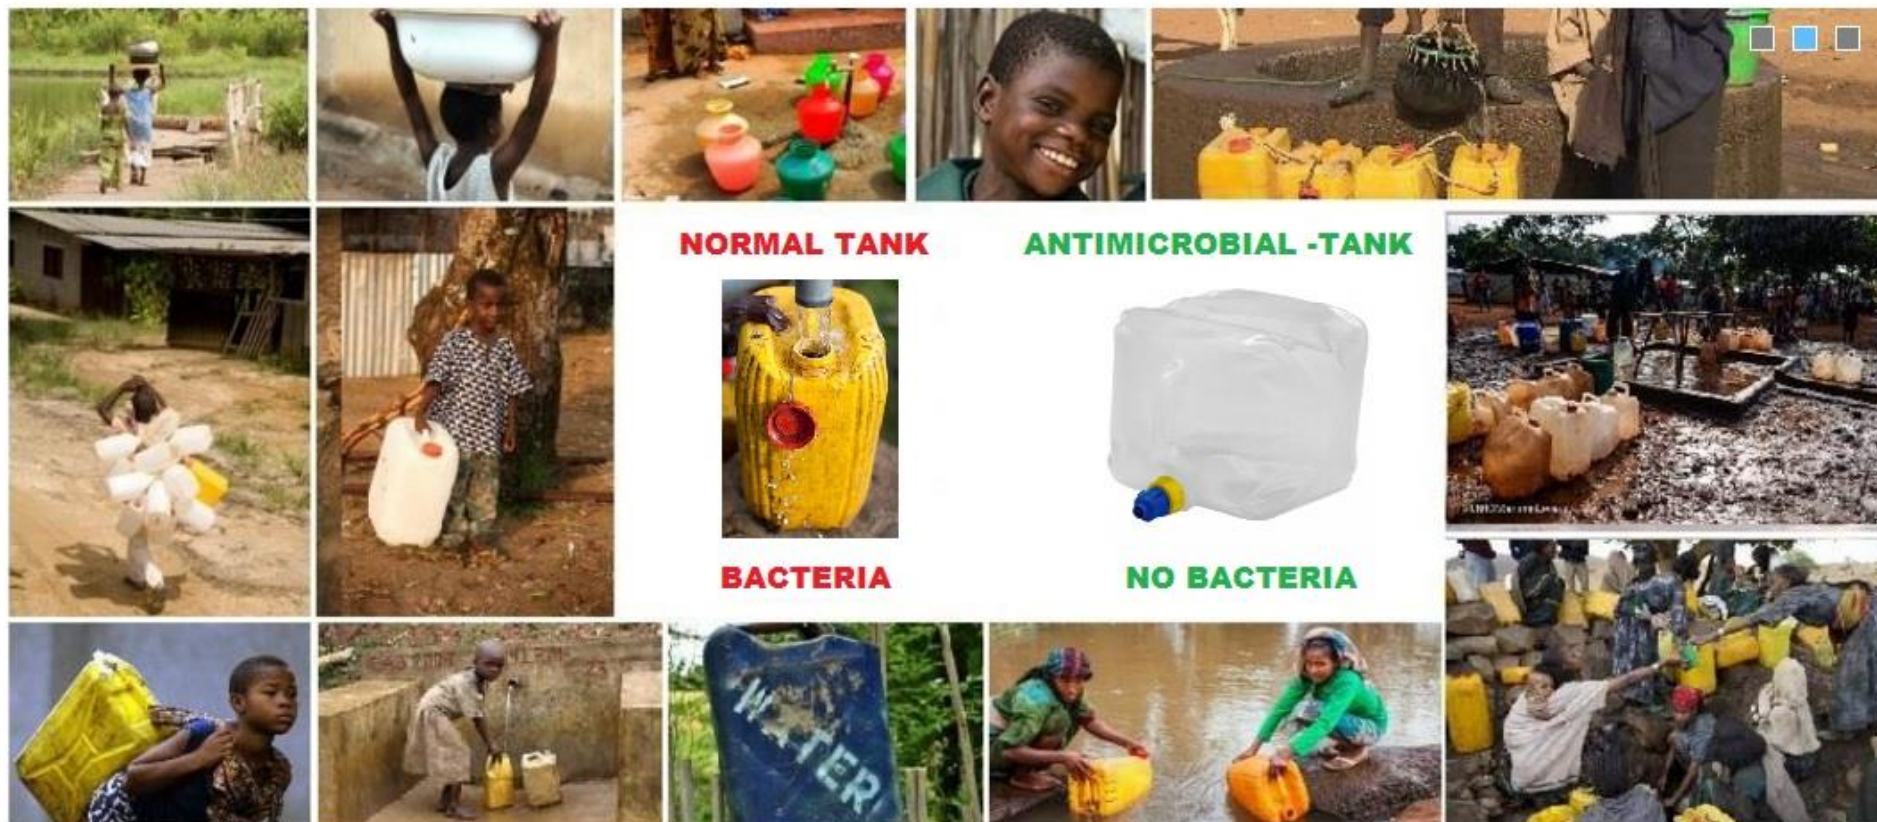 NORMAL TANK
ANTIMICROBIAL -TANK
BACTERIA
NO BACTERIA
WATER